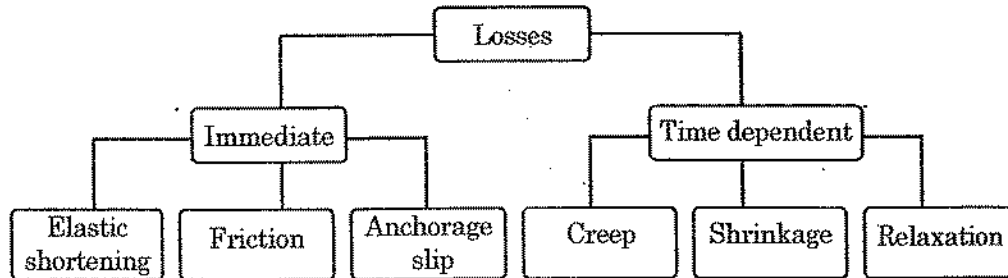 Losses
Immediate
Time dependent
Elastic
shortening
Friction
Anchorage
slip
Creep
Shrinkage
Relaxation